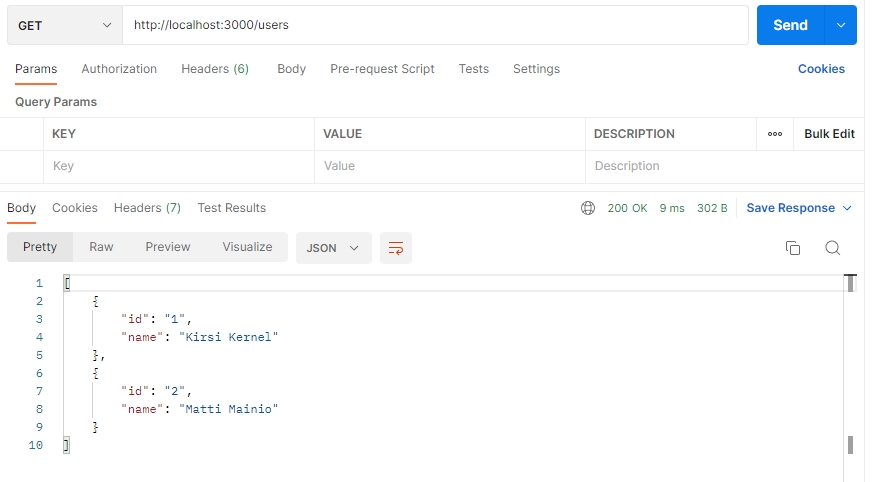 GET http://localhost:3000/users Send
Params Authorization Headers (6) Body Pre-request Script Tests Settings Cookies
Query Params
KEY VALUE DESCRIPTION ooo Bulk Edit
Key Value Description
Body Cookies Headers (7) Test Results 200 OK 9 ms 302 B Save Response
Pretty Raw Preview Visualize JSON
1 [
2 {
3 "id": "1",
4 "name": "Kirsi Kernel"
5 },
6 {
7 "id": "2",
8 "name": "Matti Mainio"
9 }
10 ]